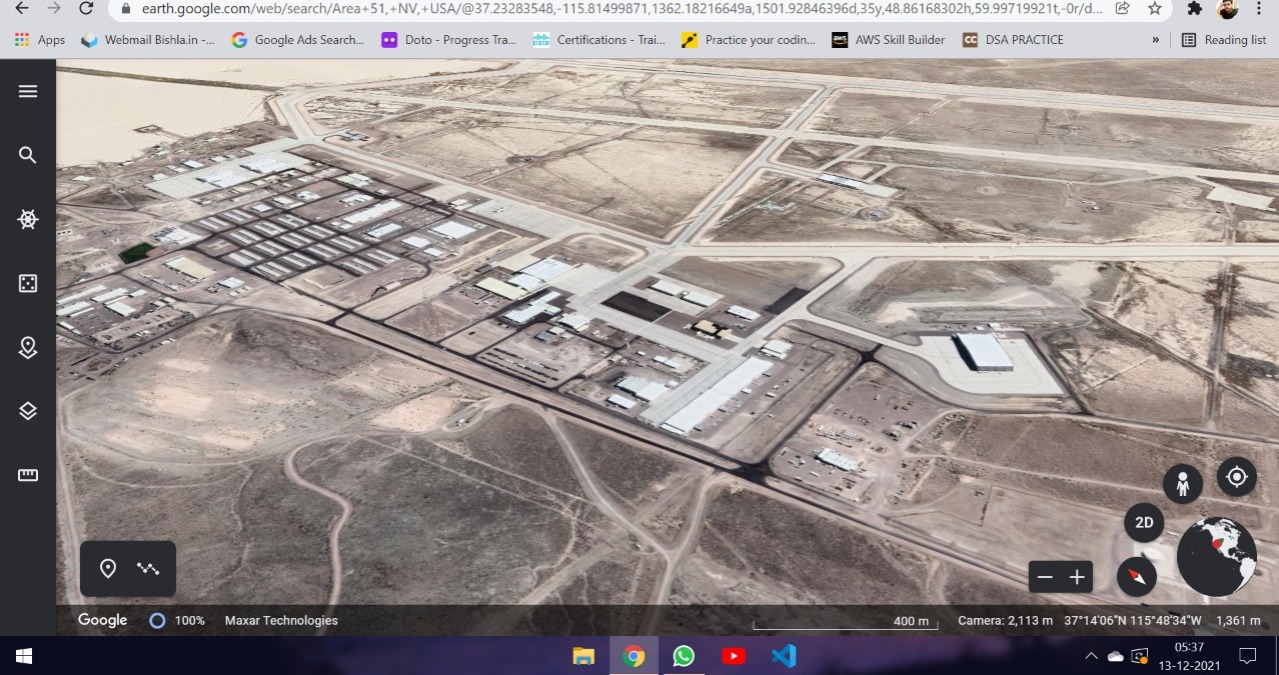 earth.google.com/web/search/Area+51,+NV,+USA/@37.23283548,-115.81499871,1362.18216649a,1501.92846396d,35y,48.86168302h,59.99719921t,-0r/d...
Apps Webmail Bishla.in -... Google Ads Search... Doto - Progress Tra... Certifications - Trai... Practice your codin... aws AWS Skill Builder CC DSA PRACTICE » Reading list
2D
Google 100% Maxar Technologies 400 m Camera: 2,113 m 37°14'06"N 115°48'34"W 1,361 m
05:37
13-12-2021